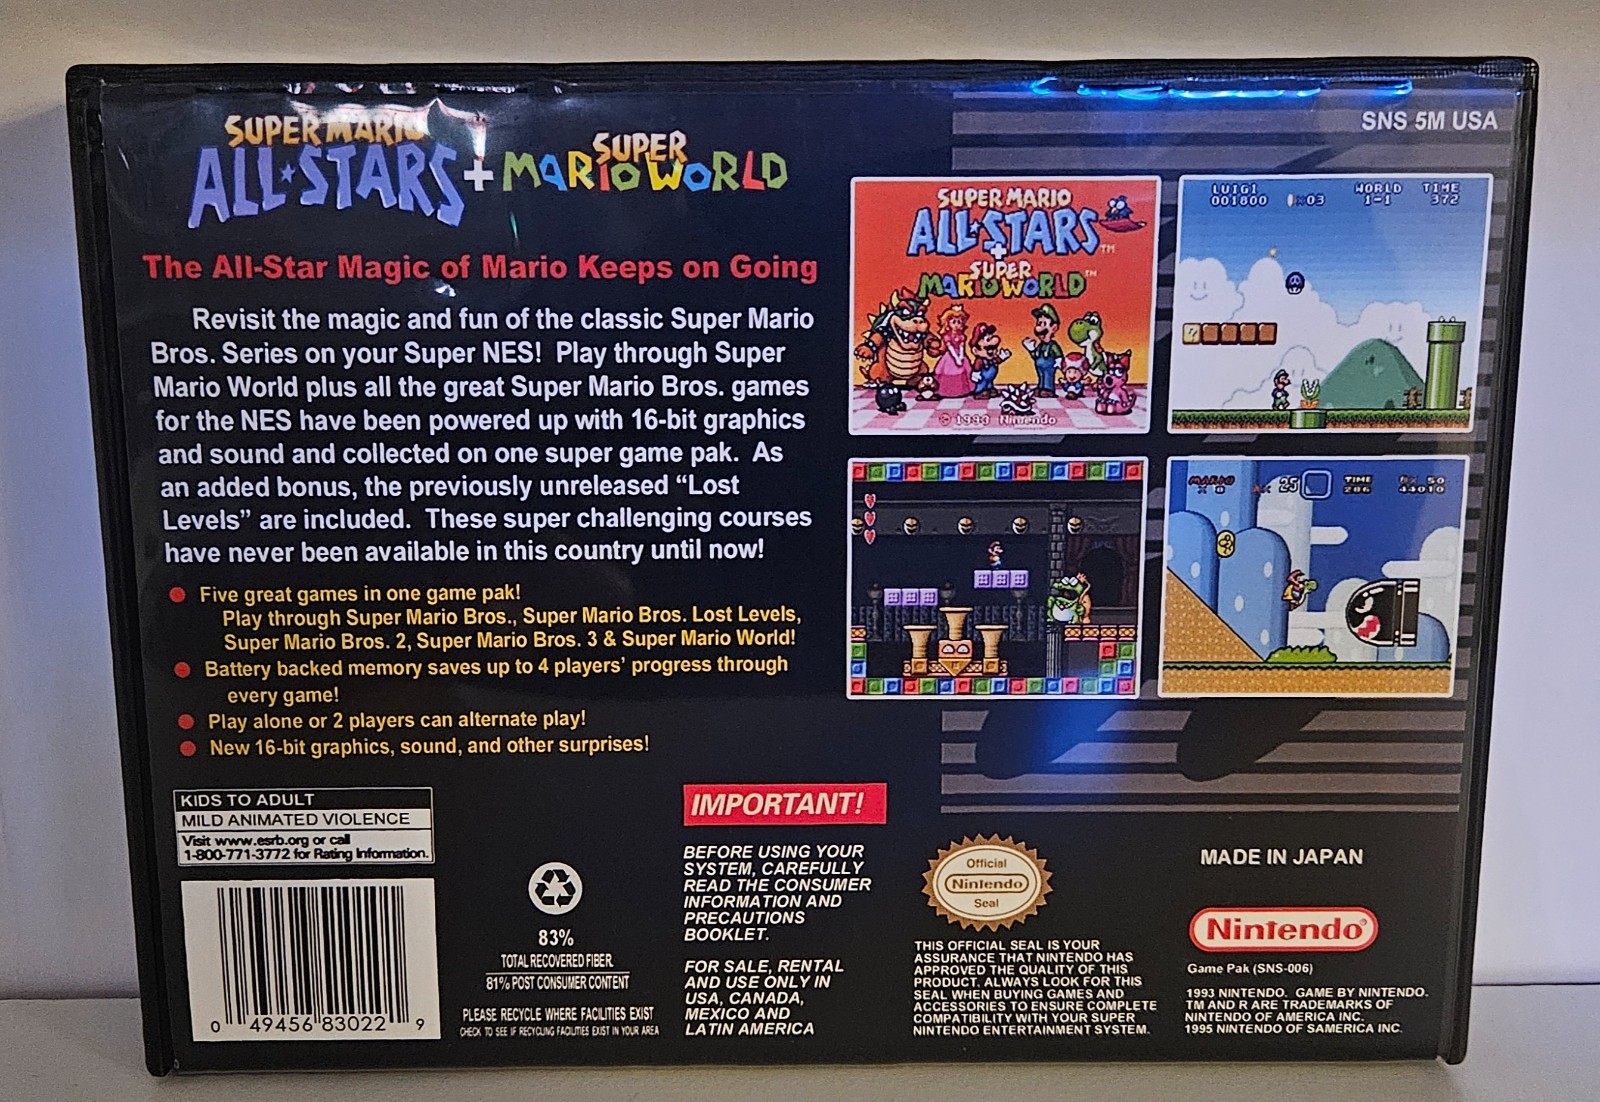 SNS 5M USA
SUPER MARIO
ALL★STARS
+
SUPER
MARIO WORLD
The All-Star Magic of Mario Keeps on Going
Revisit the magic and fun of the classic Super Mario
Bros. Series on your Super NES! Play through Super
Mario World plus all the great Super Mario Bros. games
for the NES have been powered up with 16-bit graphics
and sound and collected on one super game pak. As
an added bonus, the previously unreleased “Lost
Levels” are included. These super challenging courses
have never been available in this country until now!
● Five great games in one game pak!
Play through Super Mario Bros., Super Mario Bros. Lost Levels,
Super Mario Bros. 2, Super Mario Bros. 3 & Super Mario World!
● Battery backed memory saves up to 4 players’ progress through
every game!
● Play alone or 2 players can alternate play!
● New 16-bit graphics, sound, and other surprises!
SUPER MARIO
ALL★STARS™
+
SUPER
MARIO WORLD™
© 1993 Nintendo
LUIGI WORLD TIME
001800 ×03 1-1 372
MARIO 25 TIME
× 8 286 44010
KIDS TO ADULT
MILD ANIMATED VIOLENCE
Visit www.esrb.org or call
1-800-771-3772 for Rating Information.
0 49456 83022 9
83%
TOTAL RECOVERED FIBER
81% POST CONSUMER CONTENT
PLEASE RECYCLE WHERE FACILITIES EXIST
CHECK TO SEE IF RECYCLING FACILITIES EXIST IN YOUR AREA
IMPORTANT!
BEFORE USING YOUR
SYSTEM, CAREFULLY
READ THE CONSUMER
INFORMATION AND
PRECAUTIONS
BOOKLET.
FOR SALE, RENTAL
AND USE ONLY IN
USA, CANADA,
MEXICO AND
LATIN AMERICA
Official
Nintendo
Seal
THIS OFFICIAL SEAL IS YOUR
ASSURANCE THAT NINTENDO HAS
APPROVED THE QUALITY OF THIS
PRODUCT. ALWAYS LOOK FOR THIS
SEAL WHEN BUYING GAMES AND
ACCESSORIES TO ENSURE COMPLETE
COMPATIBILITY WITH YOUR SUPER
NINTENDO ENTERTAINMENT SYSTEM.
MADE IN JAPAN
Nintendo®
Game Pak (SNS-006)
1993 NINTENDO. GAME BY NINTENDO.
TM AND R ARE TRADEMARKS OF
NINTENDO OF AMERICA INC.
1995 NINTENDO OF SAMERICA INC.